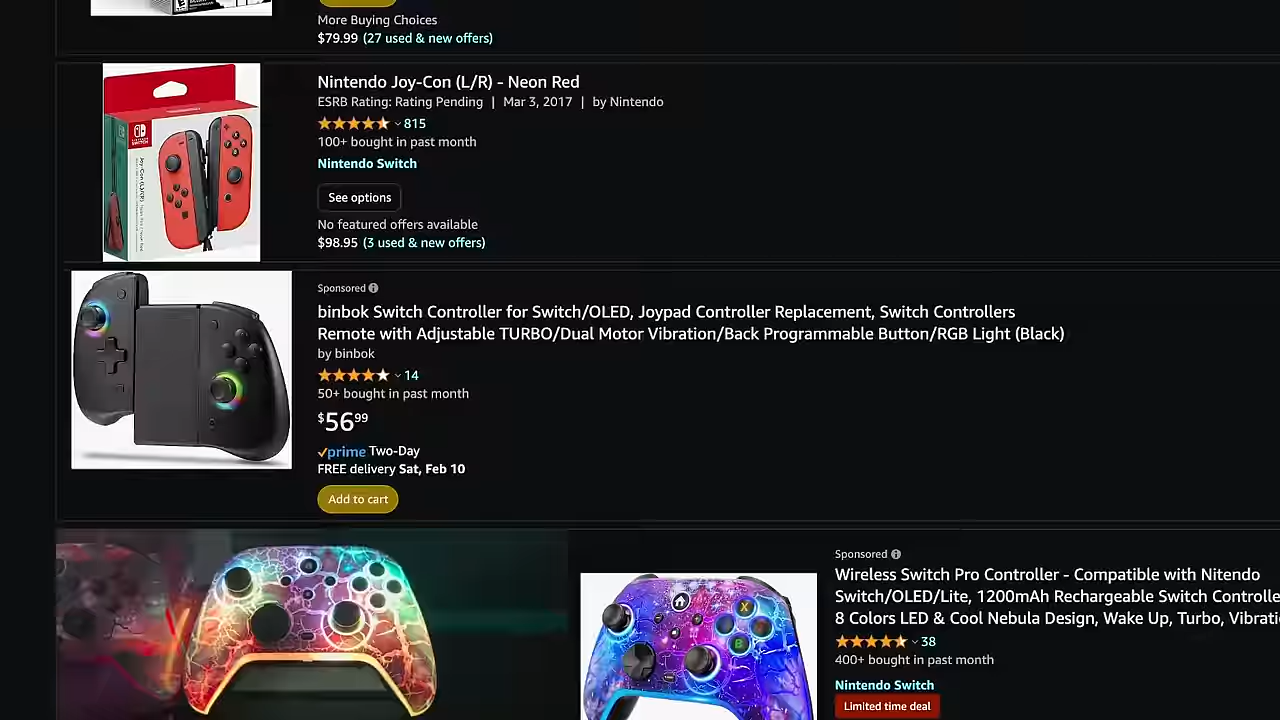 More Buying Choices
$79.99 (27 used & new offers)
Nintendo Joy-Con (L/R) - Neon Red
ESRB Rating: Rating Pending | Mar 3, 2017 | by Nintendo
815
100+ bought in past month
Nintendo Switch
See options
No featured offers available
$98.95 (3 used & new offers)
Sponsored
binbok Switch Controller for Switch/OLED, Joypad Controller Replacement, Switch Controllers
Remote with Adjustable TURBO/Dual Motor Vibration/Back Programmable Button/RGB Light (Black)
by binbok
14
50+ bought in past month
$56.99
prime Two-Day
FREE delivery Sat, Feb 10
Add to cart
Sponsored
Wireless Switch Pro Controller - Compatible with Nitendo
Switch/OLED/Lite, 1200mAh Rechargeable Switch Controlle
8 Colors LED & Cool Nebula Design, Wake Up, Turbo, Vibrati
38
400+ bought in past month
Nintendo Switch
Limited time deal